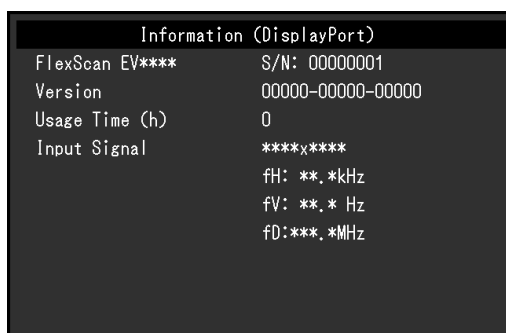 Information (DisplayPort)
FlexScan EV**** S/N: 00000001
Version 00000-00000-00000
Usage Time (h) 0
Input Signal ****x****
fH: **.*kHz
fV: **.* Hz
fD:***.*MHz